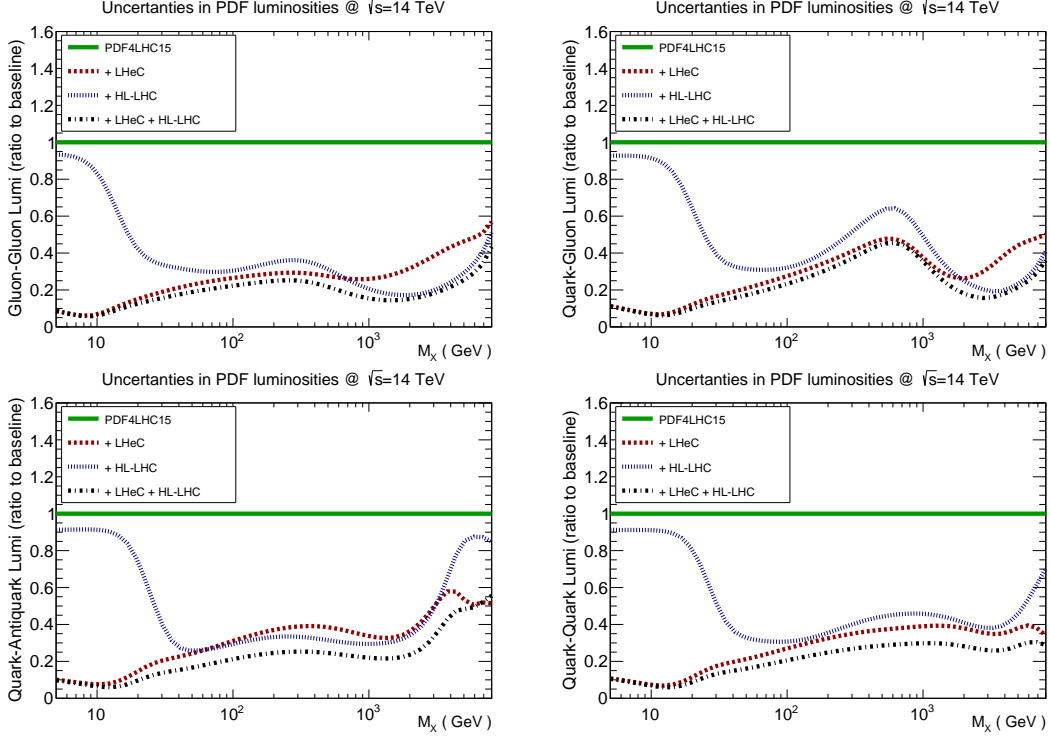 Uncertanties in PDF luminosities @ √s=14 TeV
Gluon-Gluon Lumi (ratio to baseline)
1.6
1.4
1.2
1
0.8
0.6
0.4
0.2
0
PDF4LHC15
+ LHeC
+ HL-LHC
+ LHeC + HL-LHC
10 10² 10³
M_X ( GeV )
Uncertanties in PDF luminosities @ √s=14 TeV
Quark-Gluon Lumi (ratio to baseline)
1.6
1.4
1.2
1
0.8
0.6
0.4
0.2
0
PDF4LHC15
+ LHeC
+ HL-LHC
+ LHeC + HL-LHC
10 10² 10³
M_X ( GeV )
Uncertanties in PDF luminosities @ √s=14 TeV
Quark-Antiquark Lumi (ratio to baseline)
1.6
1.4
1.2
1
0.8
0.6
0.4
0.2
0
PDF4LHC15
+ LHeC
+ HL-LHC
+ LHeC + HL-LHC
10 10² 10³
M_X ( GeV )
Uncertanties in PDF luminosities @ √s=14 TeV
Quark-Quark Lumi (ratio to baseline)
1.6
1.4
1.2
1
0.8
0.6
0.4
0.2
0
PDF4LHC15
+ LHeC
+ HL-LHC
+ LHeC + HL-LHC
10 10² 10³
M_X ( GeV )